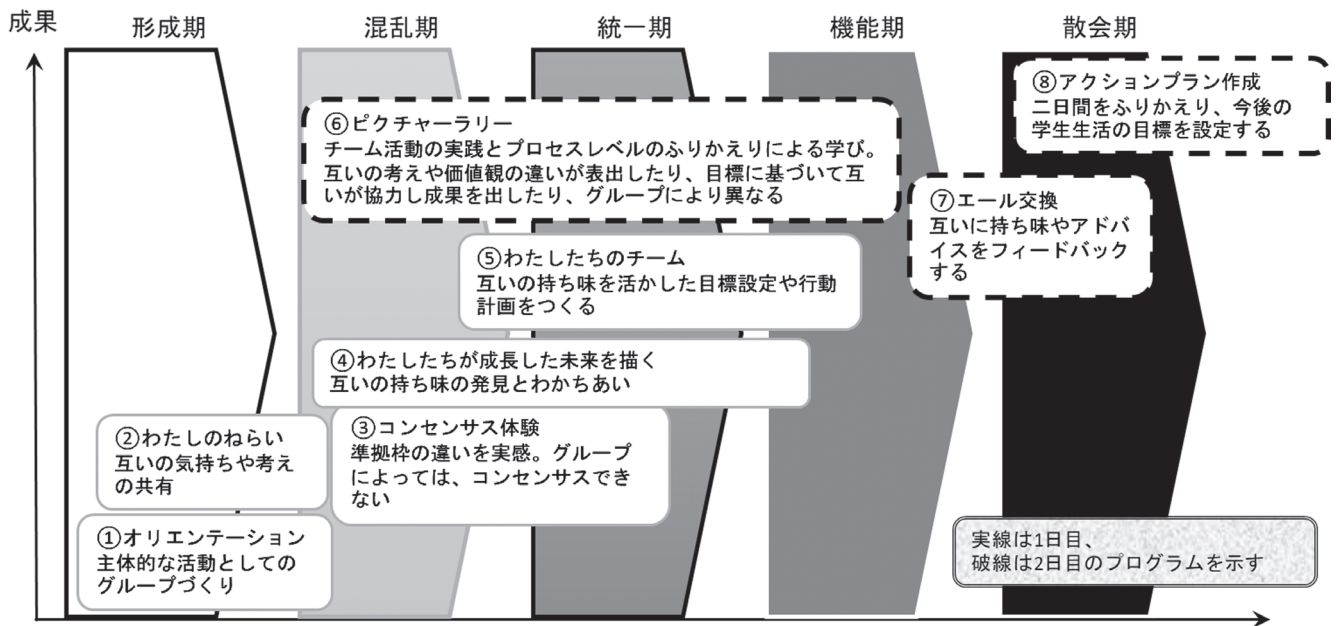 成果
形成期
混乱期
統一期
機能期
散会期
⑧アクションプラン作成
二日間をふりかえり、今後の
学生生活の目標を設定する
⑥ピクチャーラリー
チーム活動の実践とプロセスレベルのふりかえりによる学び。
互いの考えや価値観の違いが表出したり、目標に基づいて互
いが協力し成果を出したり、グループにより異なる
⑦エール交換
互いに持ち味やアドバ
イスをフィードバック
する
⑤わたしたちのチーム
互いの持ち味を活かした目標設定や行動
計画をつくる
④わたしたちが成長した未来を描く
互いの持ち味の発見とわかちあい
③コンセンサス体験
準拠枠の違いを実感。グループ
によっては、コンセンサスでき
ない
②わたしのねらい
互いの気持ちや考え
の共有
①オリエンテーション
主体的な活動としての
グループづくり
実線は1日目、
破線は2日目のプログラムを示す